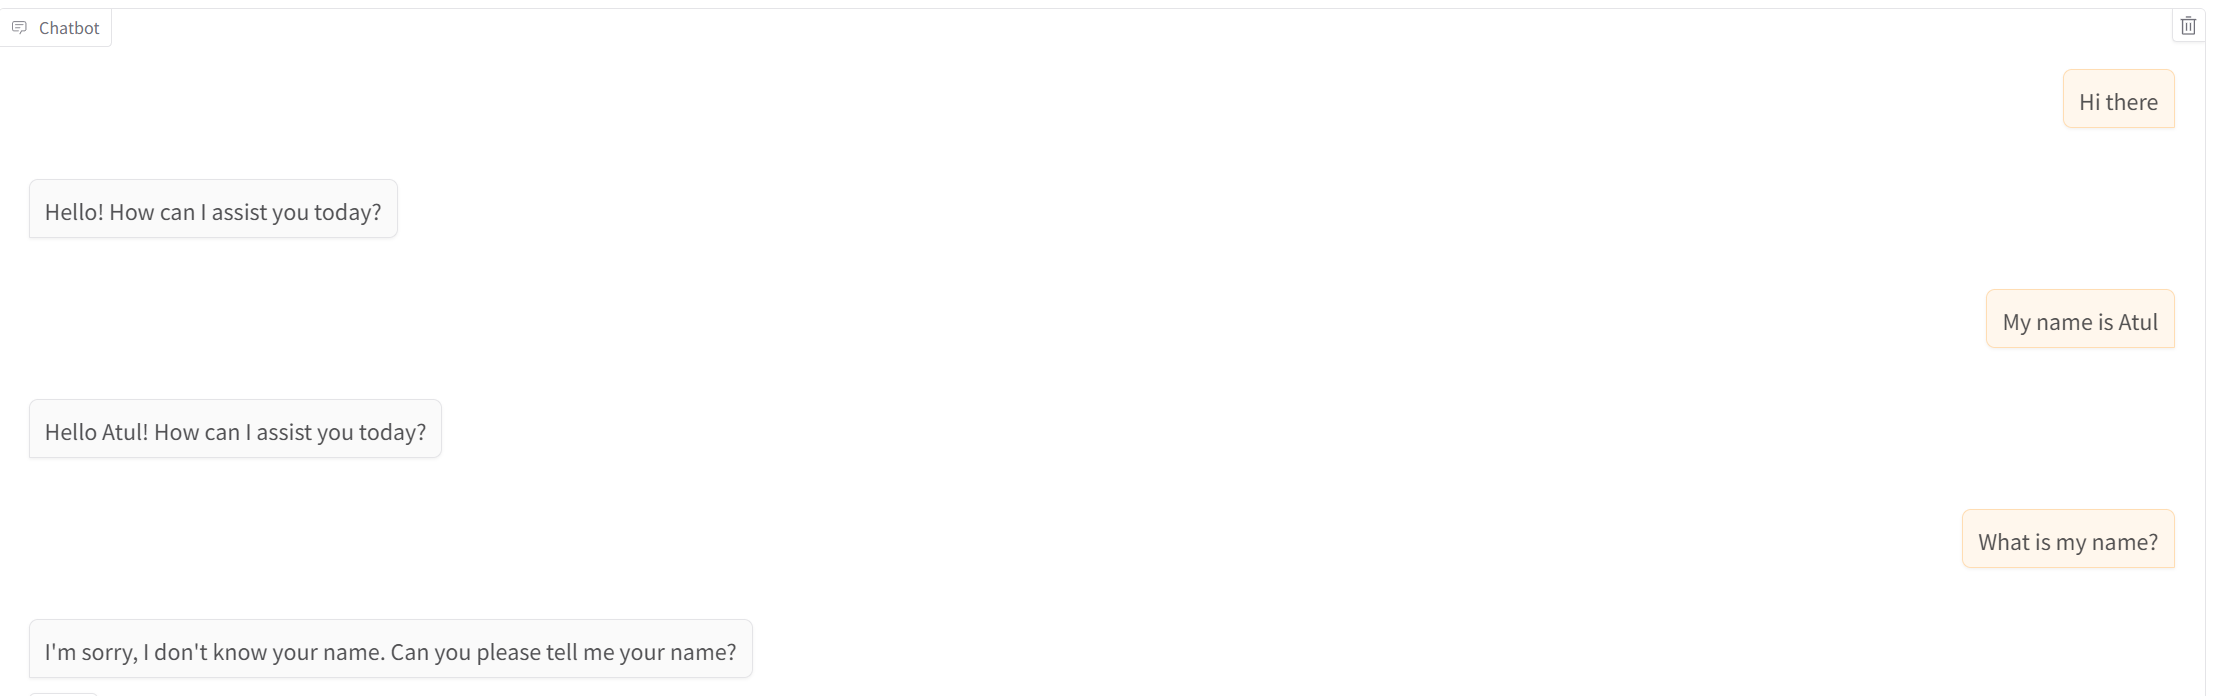 Chatbot
Hi there
Hello! How can I assist you today?
My name is Atul
Hello Atul! How can I assist you today?
What is my name?
I'm sorry, I don't know your name. Can you please tell me your name?